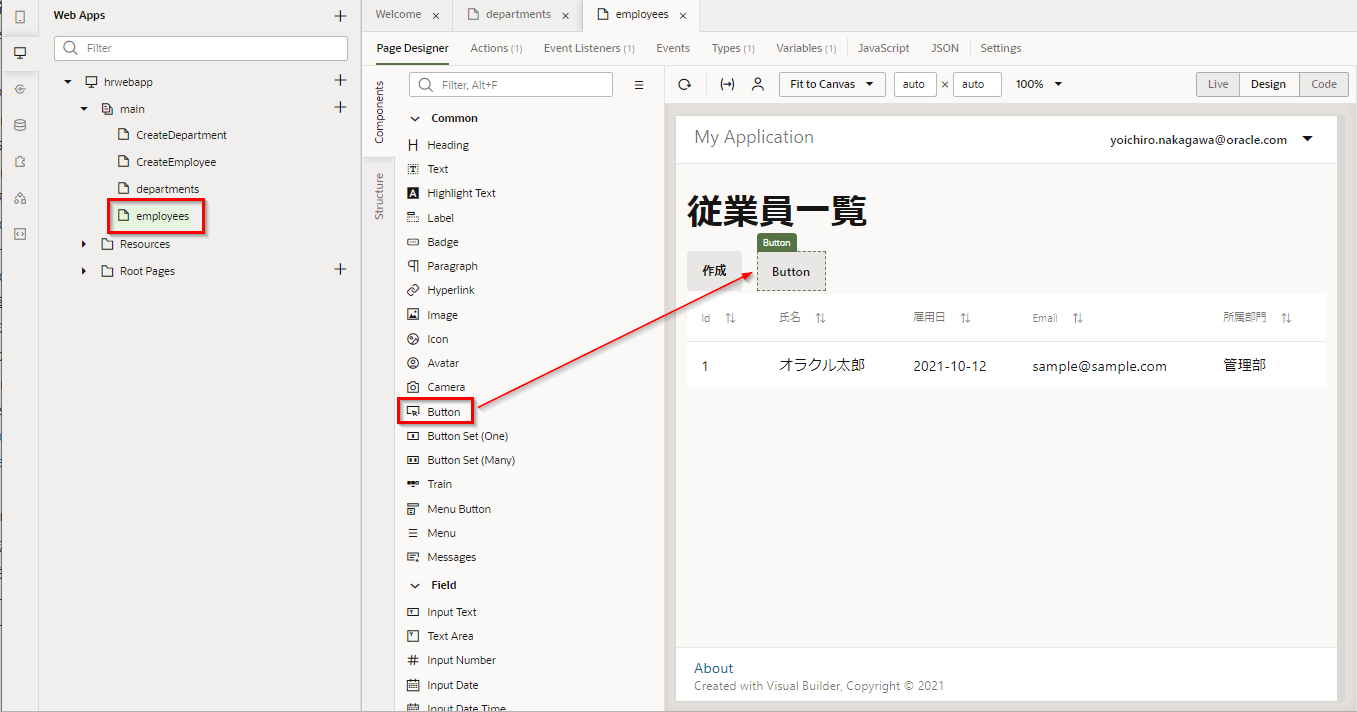 Web Apps
Filter
hrwebapp
main
CreateDepartment
CreateEmployee
departments
employees
Resources
Root Pages
Welcome
departments
employees
Page Designer
Actions (1)
Event Listeners (1)
Events
Types (1)
Variables (1)
JavaScript
JSON
Settings
Components
Structure
Filter, Alt+F
Common
Heading
Text
Highlight Text
Label
Badge
Paragraph
Hyperlink
Image
Icon
Avatar
Camera
Button
Button Set (One)
Button Set (Many)
Train
Menu Button
Menu
Messages
Field
Input Text
Text Area
Input Number
Input Date
Input Date Time
Fit to Canvas
auto × auto
100%
Live
Design
Code
My Application
yoichiro.nakagawa@oracle.com
従業員一覧
Button
作成
Button
Id 氏名 雇用日 Email 所属部門
1 オラクル太郎 2021-10-12 sample@sample.com 管理部
About
Created with Visual Builder, Copyright © 2021